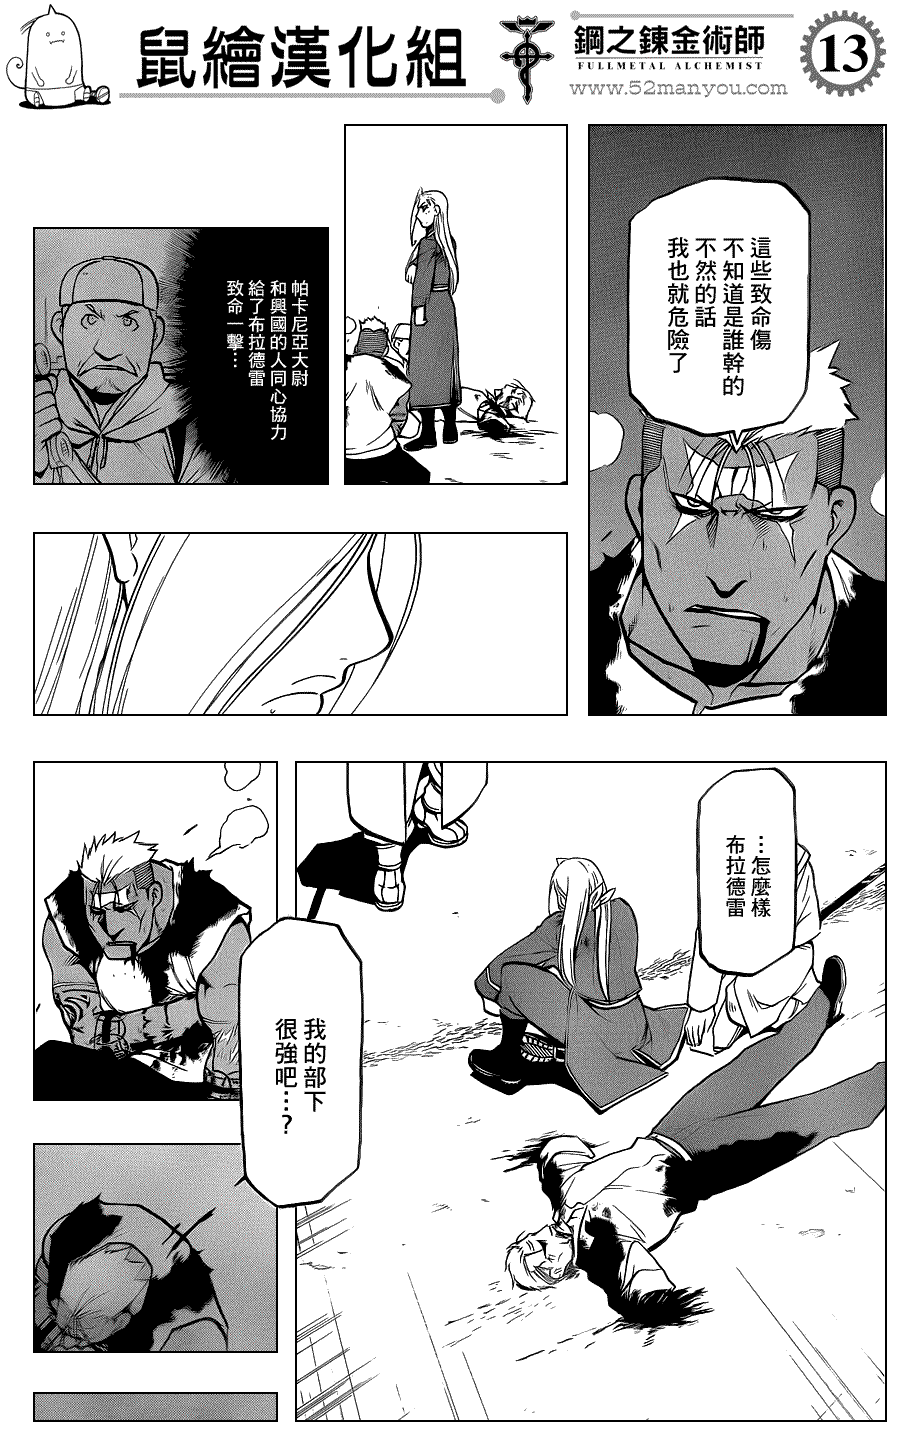 鼠繪漢化組
鋼之鍊金術師
FULLMETAL ALCHEMIST
www.52manyou.com
13
這些致命傷
不知道是誰幹的
不然的話
我也就危險了
帕卡尼亞大尉
和興國的人同心協力
給了布拉德雷
致命一擊…
…怎麼樣
布拉德雷
我的部下
很強吧…?